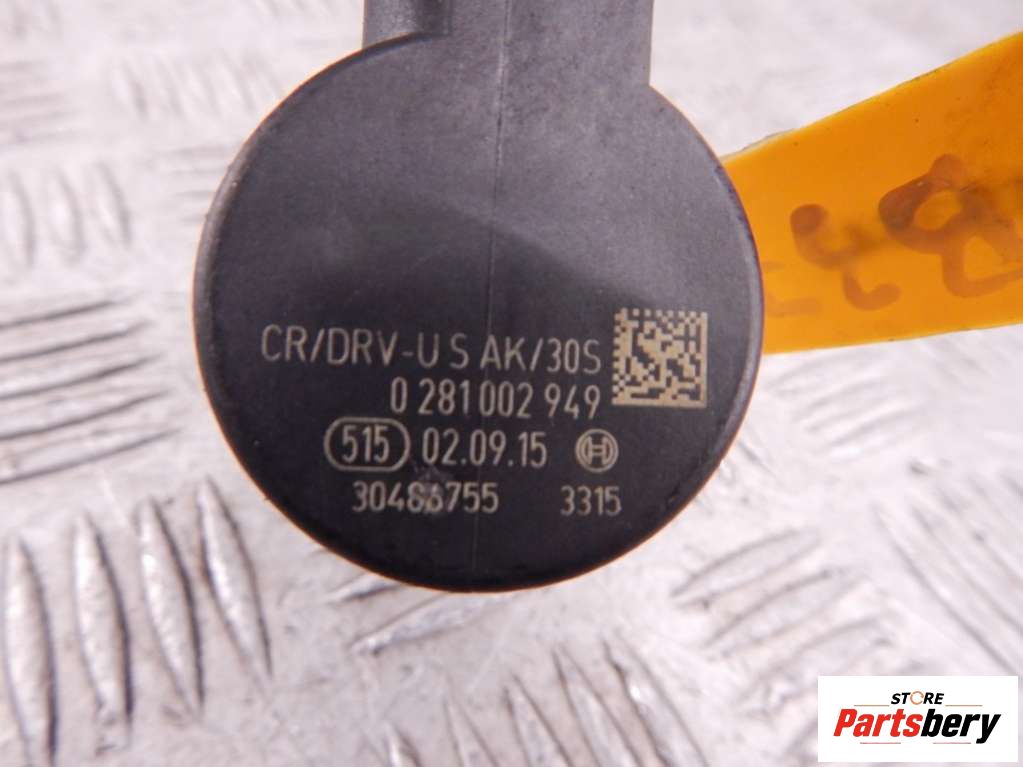 CR/DRV-U S AK/30S
0 281 002 949
515 02.09.15
30486755 3315
STORE
Partsbery